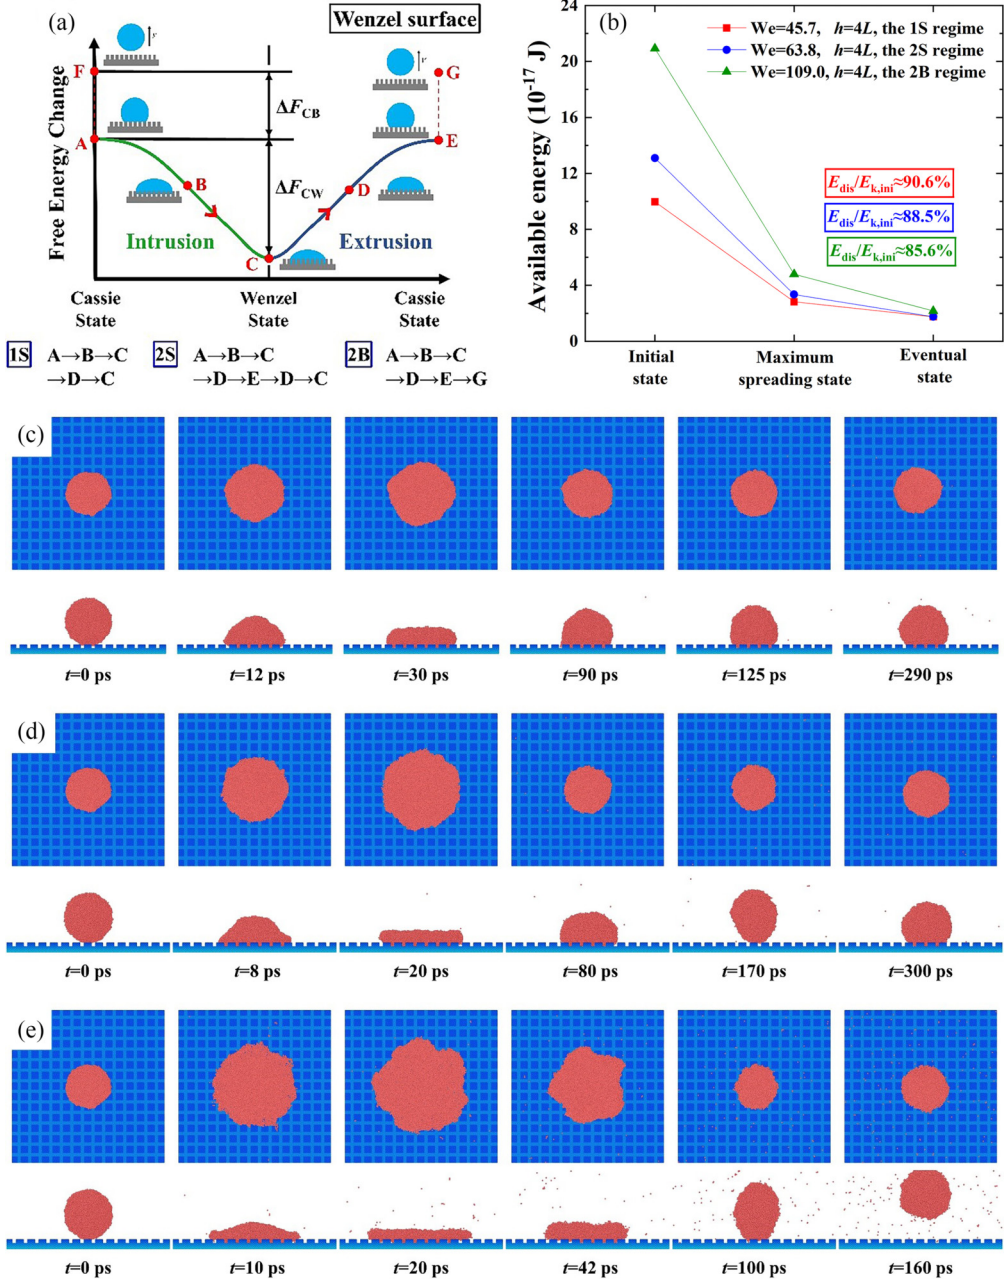 (a)
Wenzel surface
Free Energy Change
F
v
G
v
ΔF_CB
A
E
B
ΔF_CW
D
Intrusion
Extrusion
C
Cassie State
Wenzel State
Cassie State
1S A→B→C
→D→C
2S A→B→C
→D→E→D→C
2B A→B→C
→D→E→G
(b)
Available energy (10⁻¹⁷ J)
24
20
16
12
8
4
0
We=45.7, h=4L, the 1S regime
We=63.8, h=4L, the 2S regime
We=109.0, h=4L, the 2B regime
E_dis/E_k,ini≈90.6%
E_dis/E_k,ini≈88.5%
E_dis/E_k,ini≈85.6%
Initial state
Maximum spreading state
Eventual state
(c)
t=0 ps
t=12 ps
t=30 ps
t=90 ps
t=125 ps
t=290 ps
(d)
t=0 ps
t=8 ps
t=20 ps
t=80 ps
t=170 ps
t=300 ps
(e)
t=0 ps
t=10 ps
t=20 ps
t=42 ps
t=100 ps
t=160 ps